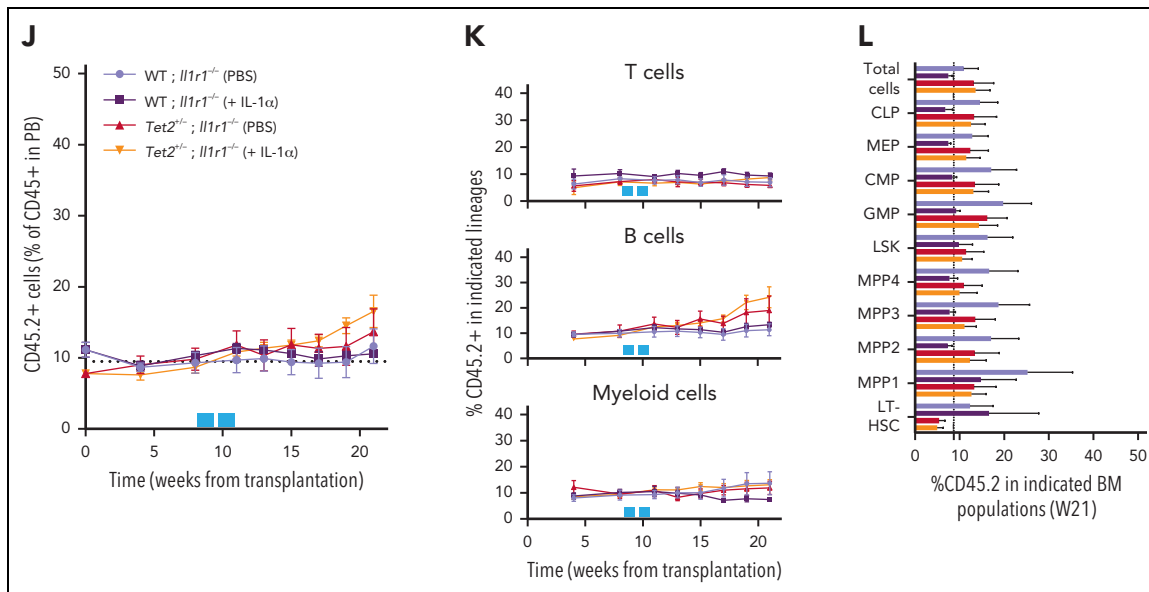 J
50
40
30
20
10
0
CD45.2+ cells (% of CD45+ in PB)
WT ; Il1r1−/− (PBS)
WT ; Il1r1−/− (+ IL-1α)
Tet2+/− ; Il1r1−/− (PBS)
Tet2+/− ; Il1r1−/− (+ IL-1α)
0 5 10 15 20
Time (weeks from transplantation)
K
% CD45.2+ in indicated lineages
T cells
40
30
20
10
0
B cells
40
30
20
10
0
Myeloid cells
40
30
20
10
0
0 5 10 15 20
Time (weeks from transplantation)
L
Total
cells
CLP
MEP
CMP
GMP
LSK
MPP4
MPP3
MPP2
MPP1
LT-
HSC
0 10 20 30 40 50
%CD45.2 in indicated BM
populations (W21)